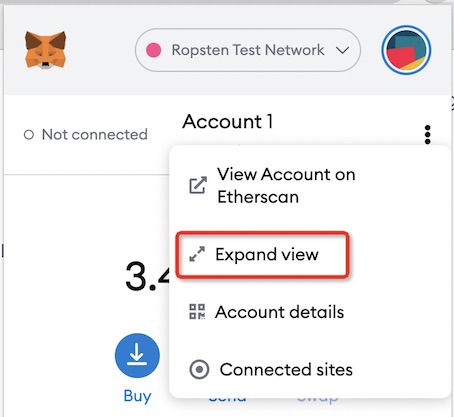 Ropsten Test Network
Not connected
Account 1
View Account on
Etherscan
Expand view
3.4
Account details
Connected sites
Buy
Send
Swap